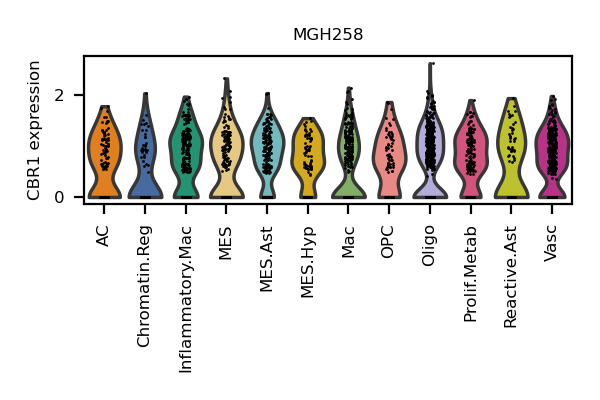 MGH258
CBR1 expression
2
0
AC
Chromatin.Reg
Inflammatory.Mac
MES
MES.Ast
MES.Hyp
Mac
OPC
Oligo
Prolif.Metab
Reactive.Ast
Vasc